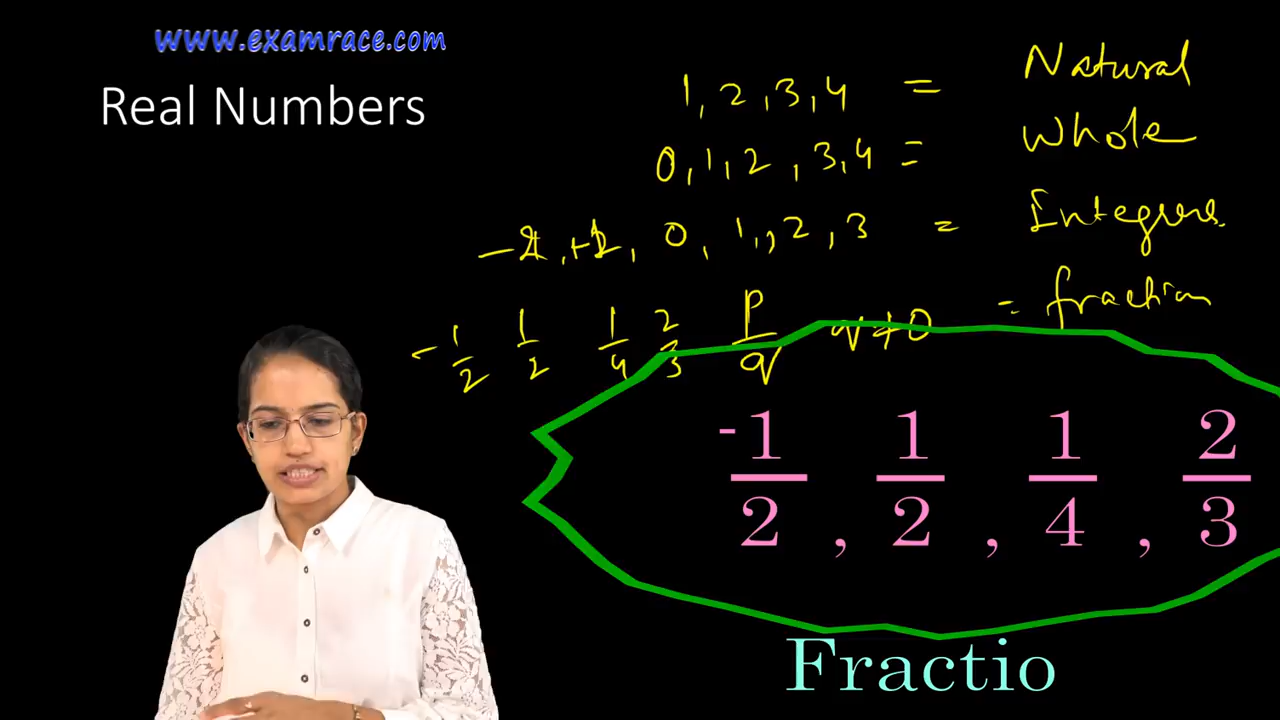 www.examrace.com
Real Numbers
1, 2, 3, 4 = Natural
0, 1, 2, 3, 4 = Whole
0, 1, 2, 3 = Integers
-1/2 1/2 1/4 2/3 p/q q≠0 = fraction
-1/2, 1/2, 1/4, 2/3
Fractio